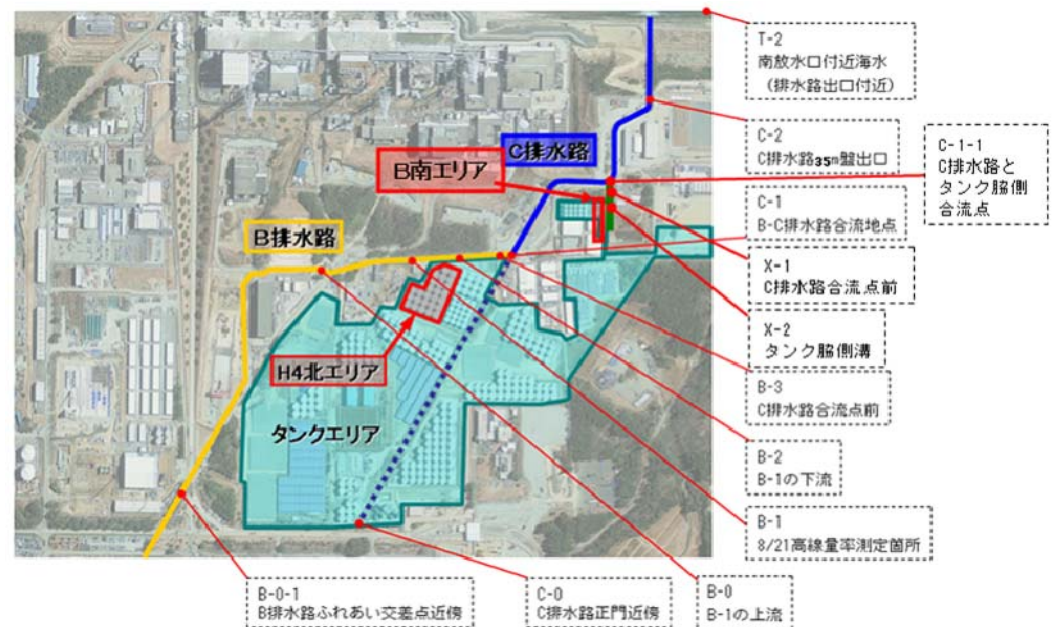 T-2
南放水口付近海水
（排水路出口付近）
C-2
C排水路35m盤出口
C-1-1
C排水路と
タンク脇側
合流点
C-1
B-C排水路合流地点
X-1
C排水路合流点前
X-2
タンク脇側溝
B-3
C排水路合流点前
B-2
B-1の下流
B-1
8/21高線量率測定箇所
B-0
B-1の上流
C-0
C排水路正門近傍
B-0-1
B排水路ふれあい交差点近傍
C排水路
B南エリア
B排水路
H4北エリア
タンクエリア